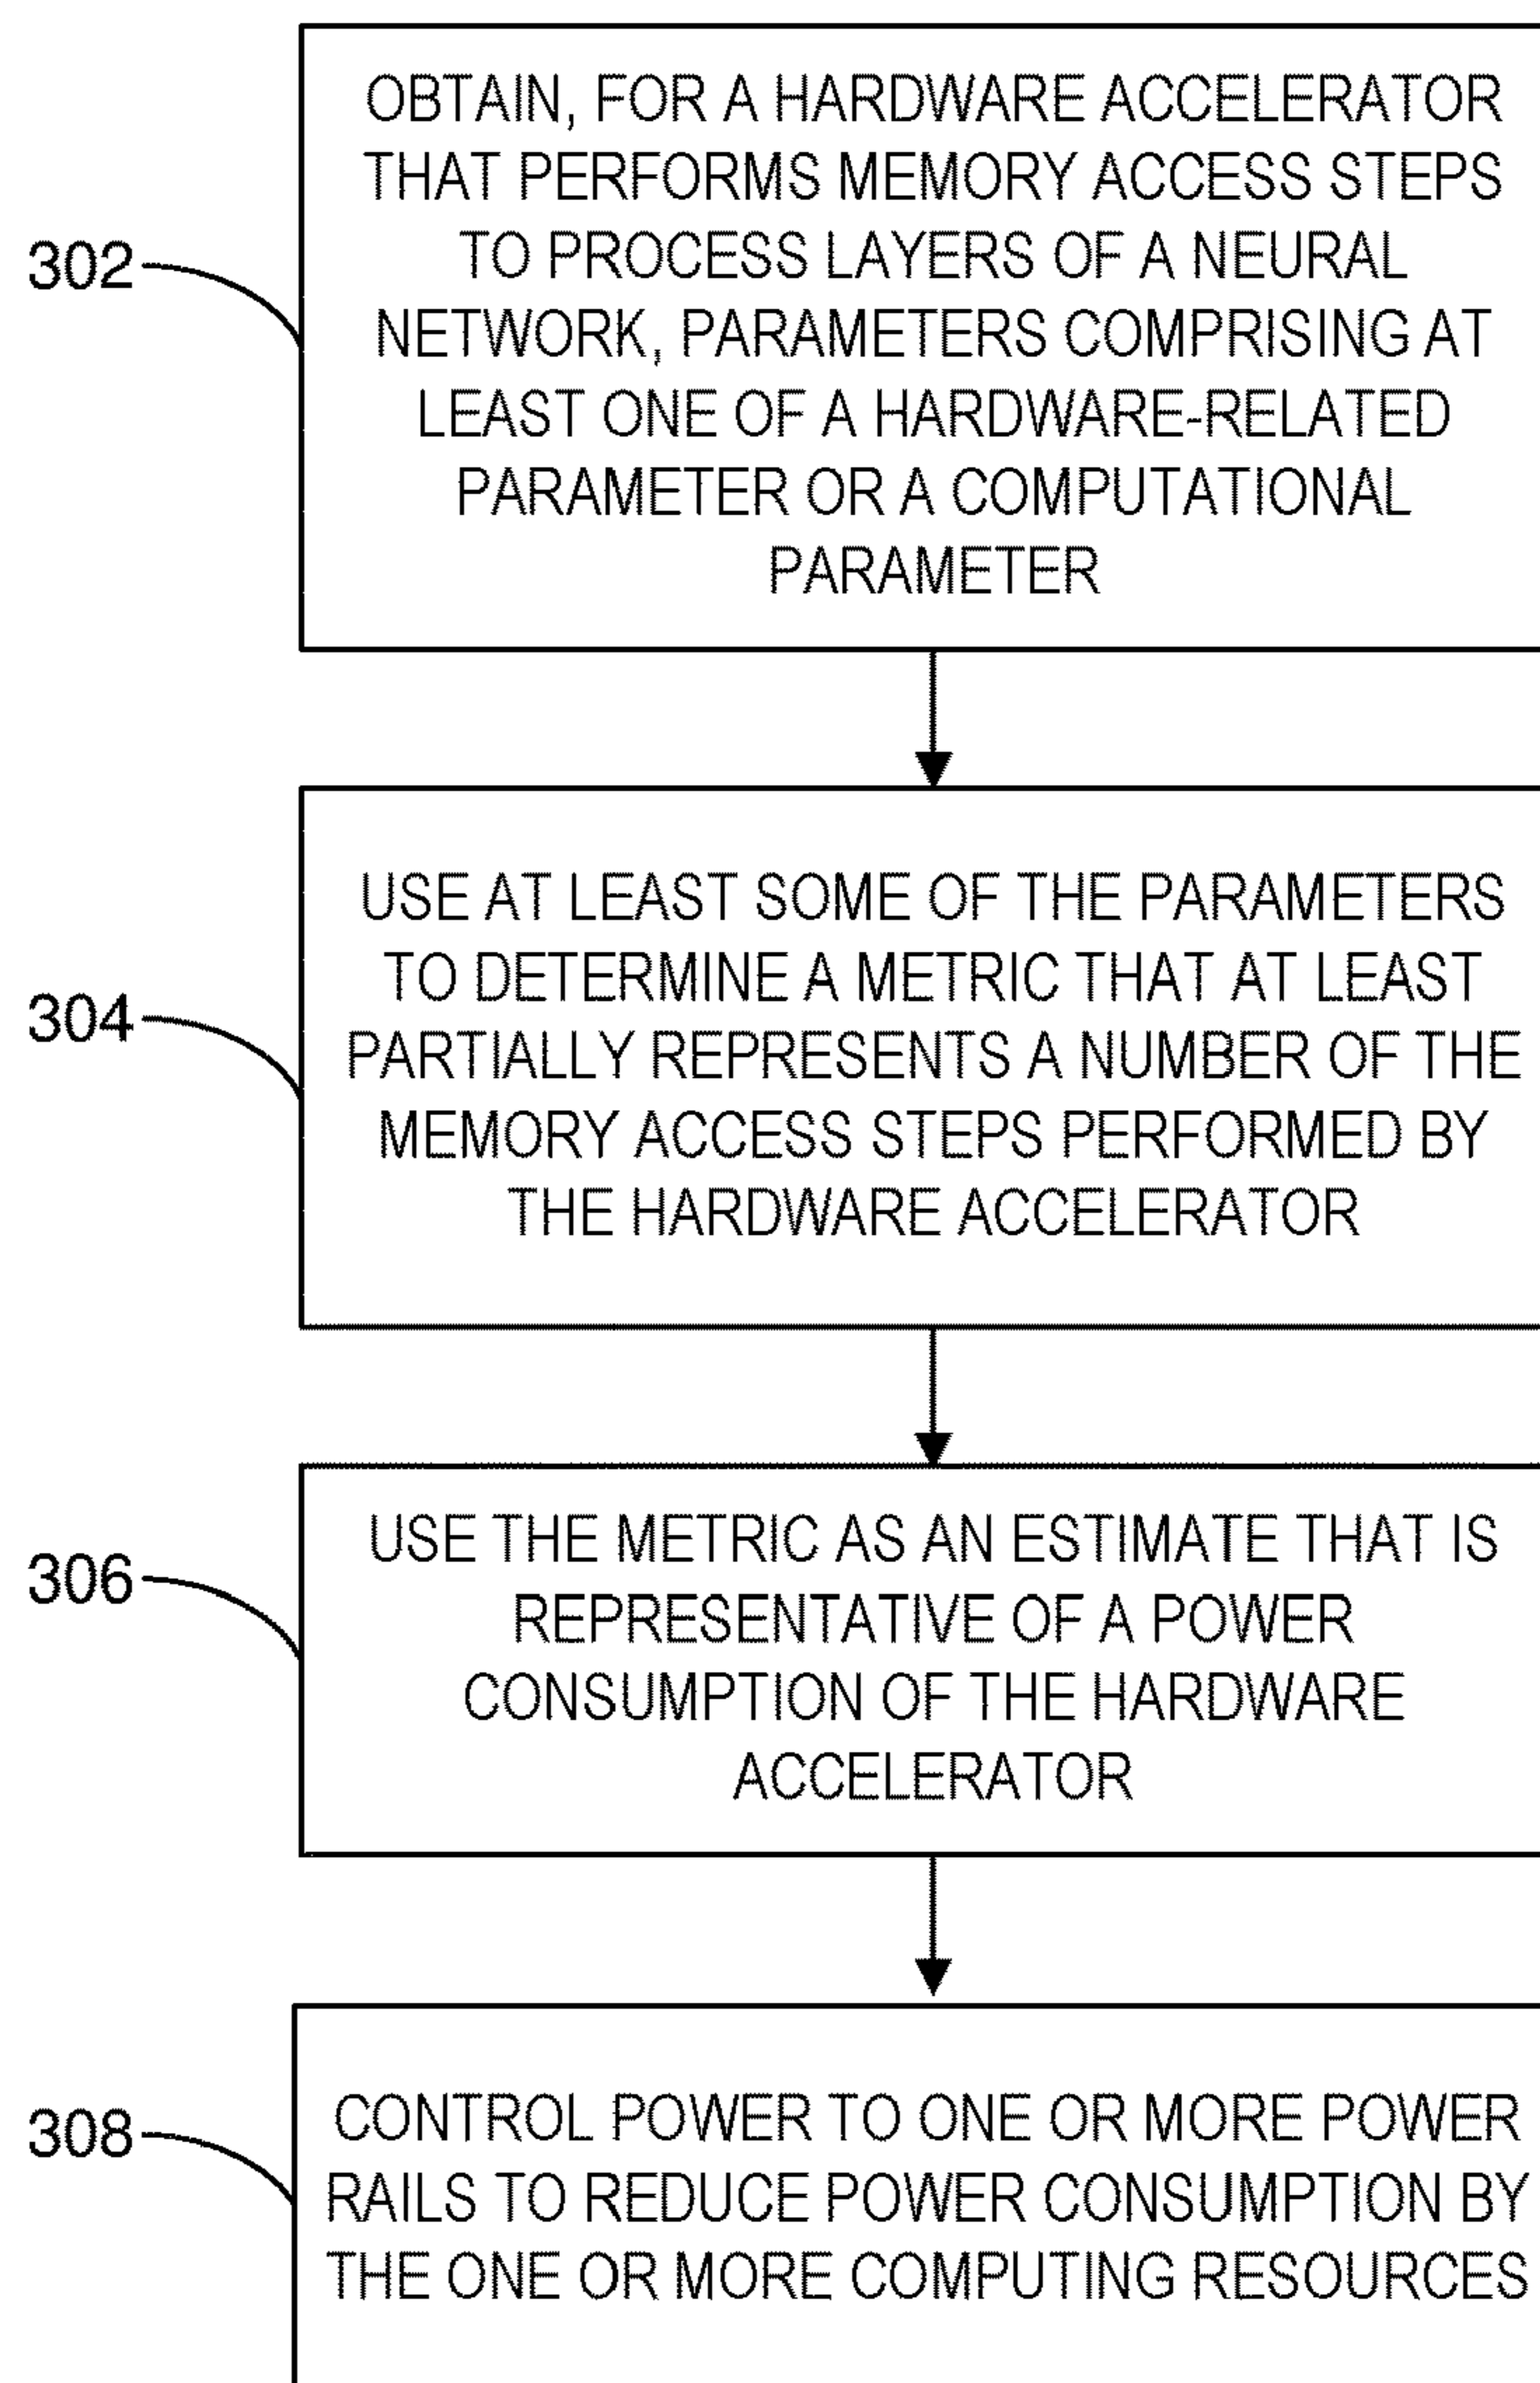 OBTAIN, FOR A HARDWARE ACCELERATOR
THAT PERFORMS MEMORY ACCESS STEPS
TO PROCESS LAYERS OF A NEURAL
NETWORK, PARAMETERS COMPRISING AT
LEAST ONE OF A HARDWARE-RELATED
PARAMETER OR A COMPUTATIONAL
PARAMETER
302
USE AT LEAST SOME OF THE PARAMETERS
TO DETERMINE A METRIC THAT AT LEAST
PARTIALLY REPRESENTS A NUMBER OF THE
MEMORY ACCESS STEPS PERFORMED BY
THE HARDWARE ACCELERATOR
304
USE THE METRIC AS AN ESTIMATE THAT IS
REPRESENTATIVE OF A POWER
CONSUMPTION OF THE HARDWARE
ACCELERATOR
306
CONTROL POWER TO ONE OR MORE POWER
RAILS TO REDUCE POWER CONSUMPTION BY
THE ONE OR MORE COMPUTING RESOURCES
308